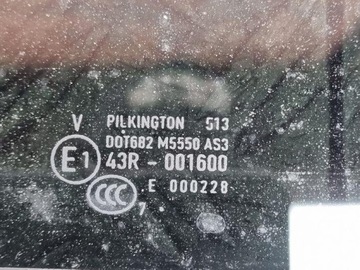 V PILKINGTON 513
DOT682 M5550 AS3
E1 43R - 001600
CCC E 000228
7